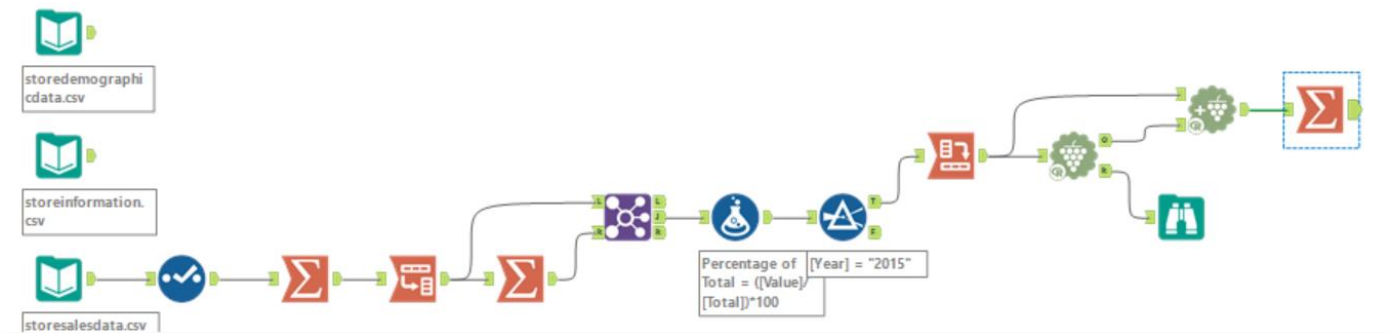 storedemographi
cdata.csv
storeinformation.
csv
storesalesdata.csv
L
R
L
J
R
Percentage of
Total = ([Value]/
[Total])*100
T
F
[Year] = "2015"
R
O
R
+
R